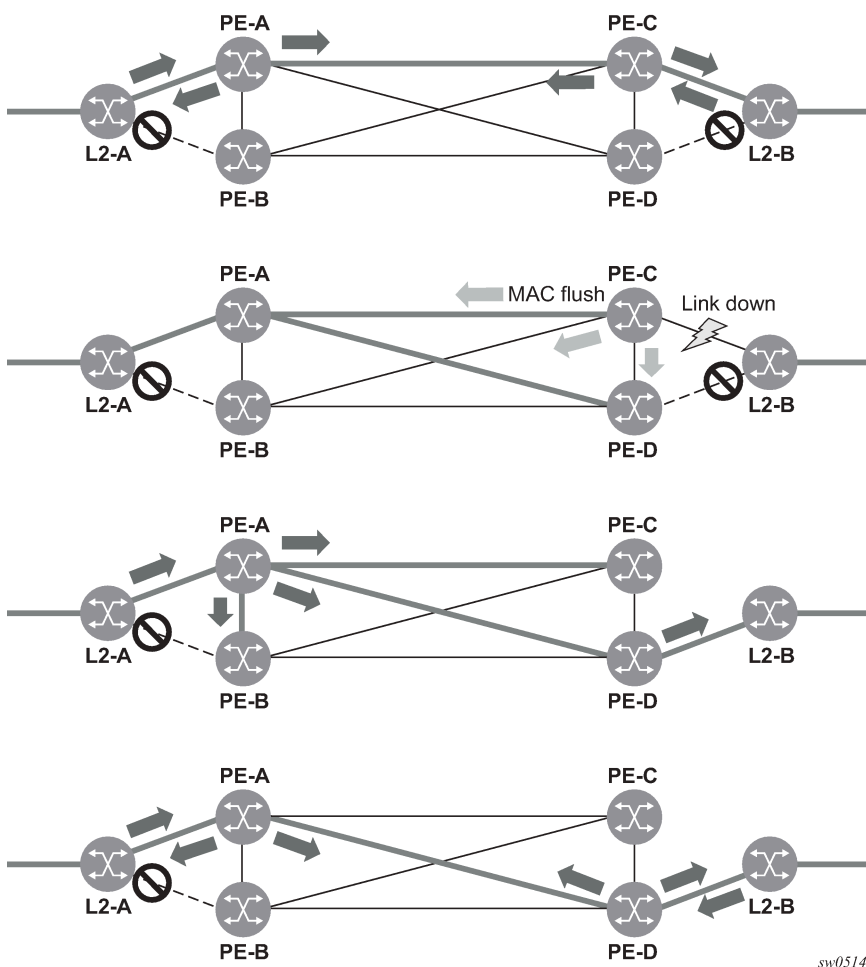 PE-A
PE-C
L2-A
L2-B
PE-B
PE-D
PE-A
PE-C
MAC flush
Link down
L2-A
L2-B
PE-B
PE-D
PE-A
PE-C
L2-A
L2-B
PE-B
PE-D
PE-A
PE-C
L2-A
L2-B
PE-B
PE-D
sw0514